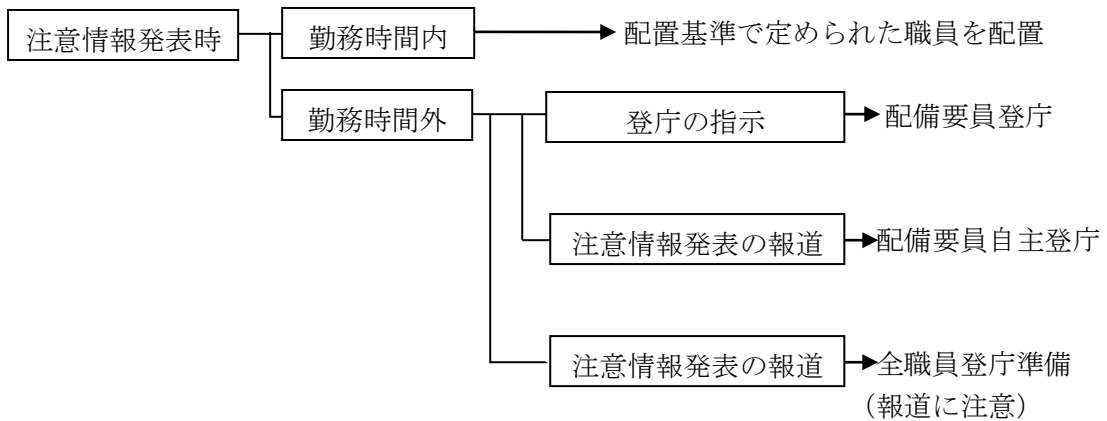 注意情報発表時
勤務時間内
配置基準で定められた職員を配置
勤務時間外
登庁の指示
配備要員登庁
注意情報発表の報道
配備要員自主登庁
注意情報発表の報道
全職員登庁準備
（報道に注意）